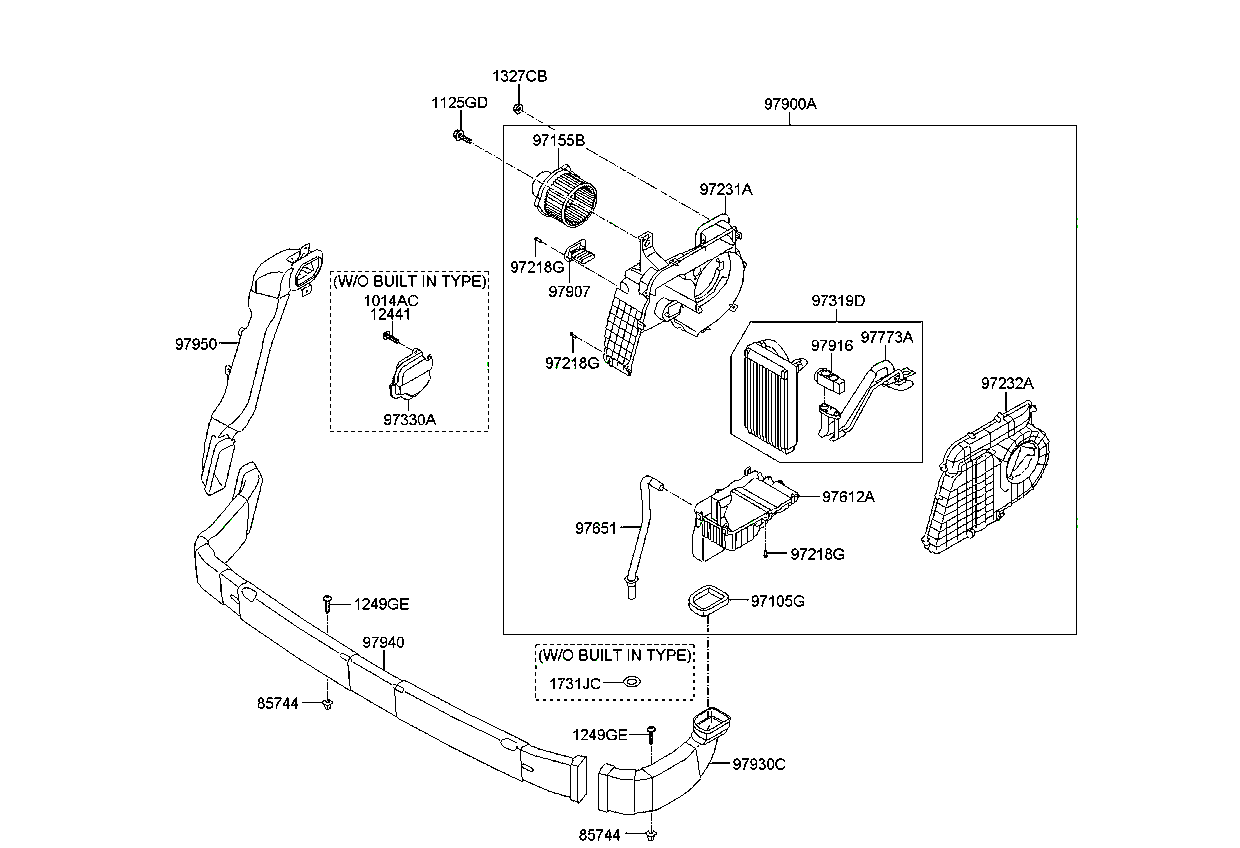 1327CB
1125GD
97900A
97155B
97231A
97218G
97907
(W/O BUILT IN TYPE)
1014AC
12441
97319D
97916
97773A
97950
97218G
97232A
97330A
97612A
97651
97218G
97105G
1249GE
97940
(W/O BUILT IN TYPE)
1731JC
85744
1249GE
97930C
85744